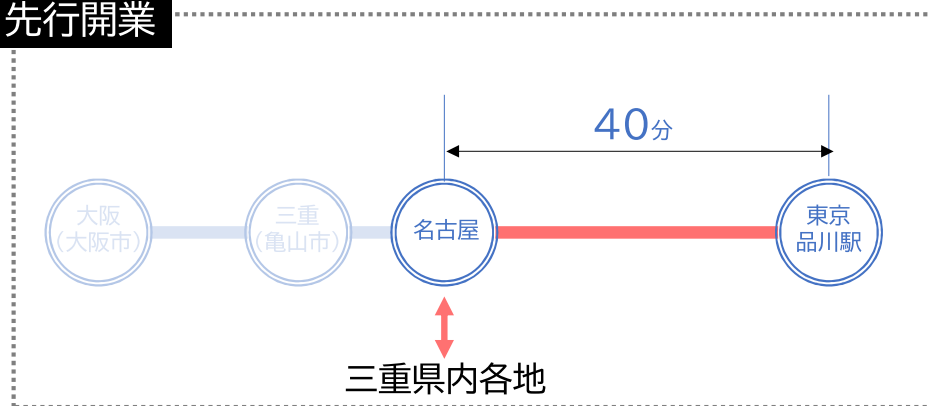 先行開業
40分
大阪
(大阪市)
三重
(亀山市)
名古屋
東京
品川駅
三重県内各地